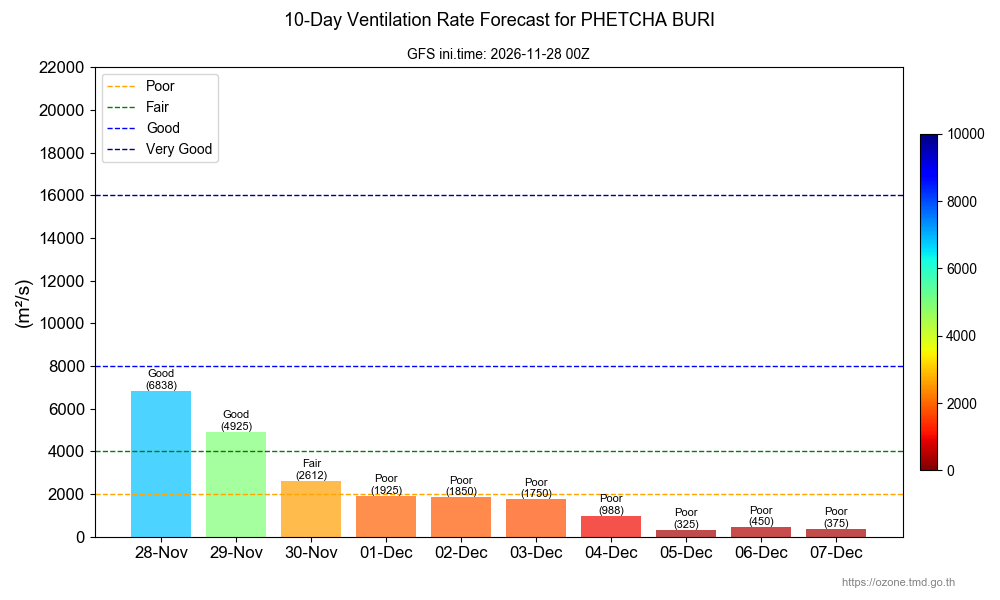 10-Day Ventilation Rate Forecast for PHETCHA BURI
GFS ini.time: 2026-11-28 00Z
(m²/s)
22000
20000
18000
16000
14000
12000
10000
8000
6000
4000
2000
0
Poor
Fair
Good
Very Good
Good
(6838)
Good
(4925)
Fair
(2612)
Poor
(1925)
Poor
(1850)
Poor
(1750)
Poor
(988)
Poor
(325)
Poor
(450)
Poor
(375)
28-Nov
29-Nov
30-Nov
01-Dec
02-Dec
03-Dec
04-Dec
05-Dec
06-Dec
07-Dec
10000
8000
6000
4000
2000
0
https://ozone.tmd.go.th